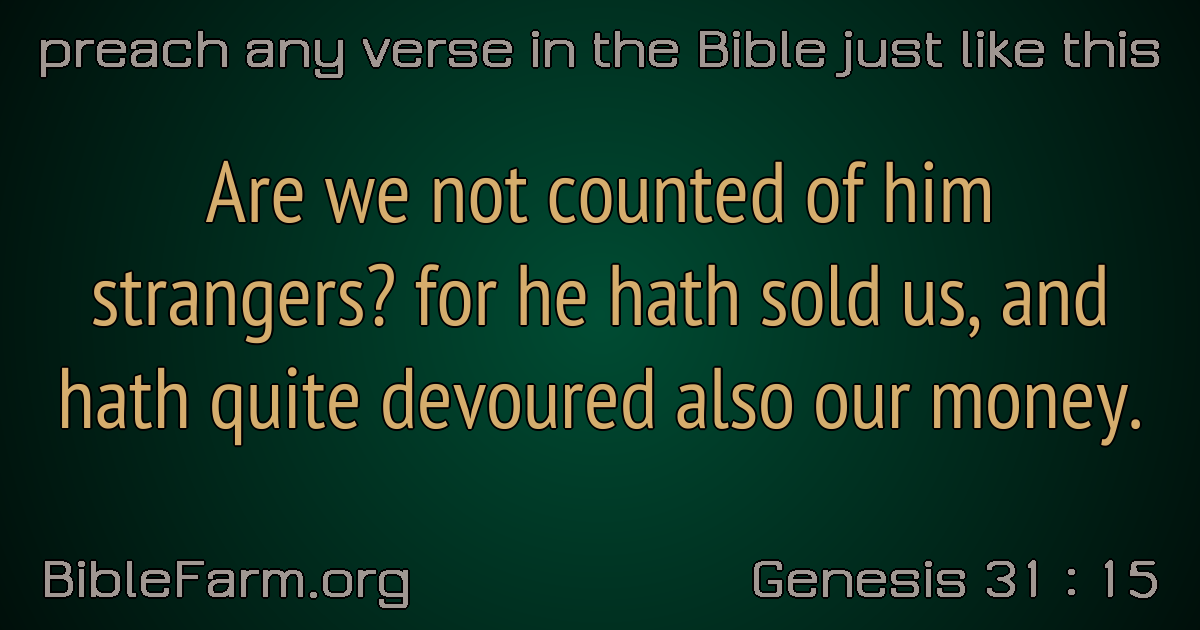 preach any verse in the Bible just like this
Are we not counted of him
strangers? for he hath sold us, and
hath quite devoured also our money.
BibleFarm.org
Genesis 31 : 15